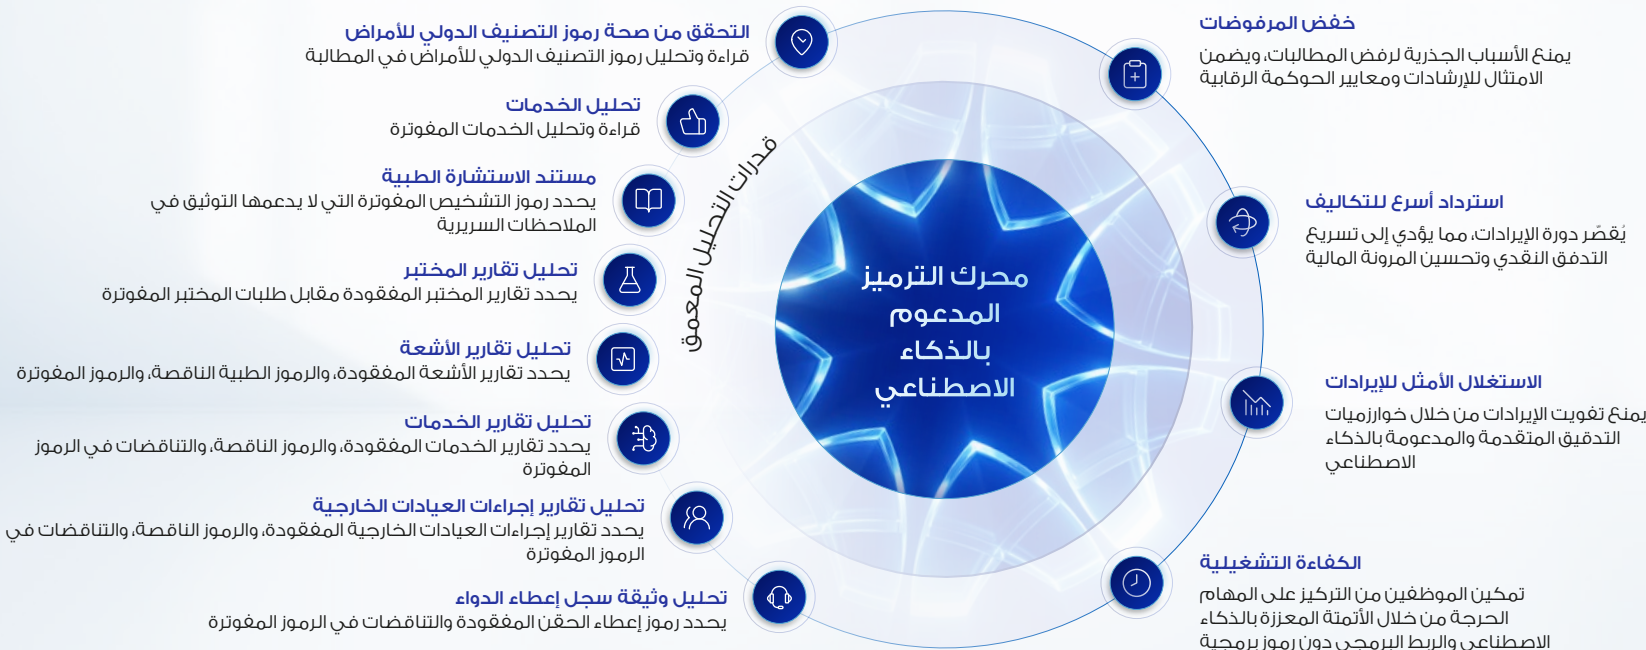 خفض المرفوضات
يمنع الأسباب الجذرية لرفض المطالبات، ويضمن
الامتثال للإرشادات ومعايير الحوكمة الرقابية
استرداد أسرع للتكاليف
يُقصّر دورة الإيرادات، مما يؤدي إلى تسريع
التدفق النقدي وتحسين المرونة المالية
الاستغلال الأمثل للإيرادات
يمنع تفويت الإيرادات من خلال خوارزميات
التدقيق المتقدمة والمدعومة بالذكاء
الاصطناعي
الكفاءة التشغيلية
تمكين الموظفين من التركيز على المهام
الحرجة من خلال الأتمتة المعززة بالذكاء
الاصطناعي والربط البرمجي دون رموز برمجية
محرك الترميز
المدعوم
بالذكاء
الاصطناعي
قدرات التحليل المعمق
التحقق من صحة رموز التصنيف الدولي للأمراض
قراءة وتحليل رموز التصنيف الدولي للأمراض في المطالبة
تحليل الخدمات
قراءة وتحليل الخدمات المفوترة
مستند الاستشارة الطبية
يحدد رموز التشخيص المفوترة التي لا يدعمها التوثيق في
الملاحظات السريرية
تحليل تقارير المختبر
يحدد تقارير المختبر المفقودة مقابل طلبات المختبر المفوترة
تحليل تقارير الأشعة
يحدد تقارير الأشعة المفقودة، والرموز الطبية الناقصة، والرموز المفوترة
تحليل تقارير الخدمات
يحدد تقارير الخدمات المفقودة، والرموز الناقصة، والتناقضات في الرموز
المفوترة
تحليل تقارير إجراءات العيادات الخارجية
يحدد تقارير إجراءات العيادات الخارجية المفقودة، والرموز الناقصة، والتناقضات في
الرموز المفوترة
تحليل وثيقة سجل إعطاء الدواء
يحدد رموز إعطاء الحقن المفقودة والتناقضات في الرموز المفوترة